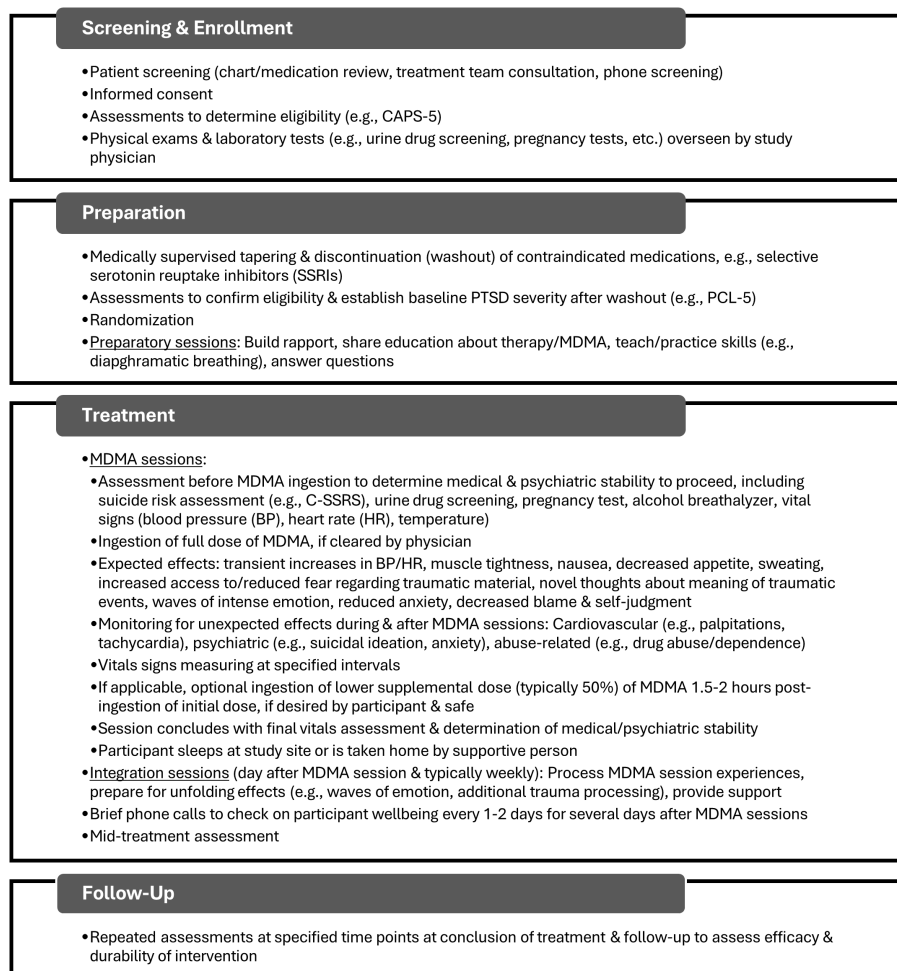 Screening & Enrollment
•Patient screening (chart/medication review, treatment team consultation, phone screening)
•Informed consent
•Assessments to determine eligibility (e.g., CAPS-5)
•Physical exams & laboratory tests (e.g., urine drug screening, pregnancy tests, etc.) overseen by study
physician
Preparation
•Medically supervised tapering & discontinuation (washout) of contraindicated medications, e.g., selective
serotonin reuptake inhibitors (SSRIs)
•Assessments to confirm eligibility & establish baseline PTSD severity after washout (e.g., PCL-5)
•Randomization
•Preparatory sessions: Build rapport, share education about therapy/MDMA, teach/practice skills (e.g.,
diapghramatic breathing), answer questions
Treatment
•MDMA sessions:
•Assessment before MDMA ingestion to determine medical & psychiatric stability to proceed, including
suicide risk assessment (e.g., C-SSRS), urine drug screening, pregnancy test, alcohol breathalyzer, vital
signs (blood pressure (BP), heart rate (HR), temperature)
•Ingestion of full dose of MDMA, if cleared by physician
•Expected effects: transient increases in BP/HR, muscle tightness, nausea, decreased appetite, sweating,
increased access to/reduced fear regarding traumatic material, novel thoughts about meaning of traumatic
events, waves of intense emotion, reduced anxiety, decreased blame & self-judgment
•Monitoring for unexpected effects during & after MDMA sessions: Cardiovascular (e.g., palpitations,
tachycardia), psychiatric (e.g., suicidal ideation, anxiety), abuse-related (e.g., drug abuse/dependence)
•Vitals signs measuring at specified intervals
•If applicable, optional ingestion of lower supplemental dose (typically 50%) of MDMA 1.5-2 hours post-
ingestion of initial dose, if desired by participant & safe
•Session concludes with final vitals assessment & determination of medical/psychiatric stability
•Participant sleeps at study site or is taken home by supportive person
•Integration sessions (day after MDMA session & typically weekly): Process MDMA session experiences,
prepare for unfolding effects (e.g., waves of emotion, additional trauma processing), provide support
•Brief phone calls to check on participant wellbeing every 1-2 days for several days after MDMA sessions
•Mid-treatment assessment
Follow-Up
•Repeated assessments at specified time points at conclusion of treatment & follow-up to assess efficacy &
durability of intervention